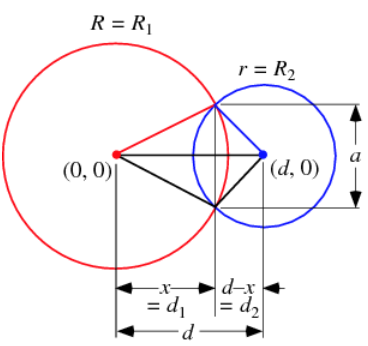 R = R₁
r = R₂
(0, 0)
(d, 0)
a
x
d–x
= d₁
= d₂
d